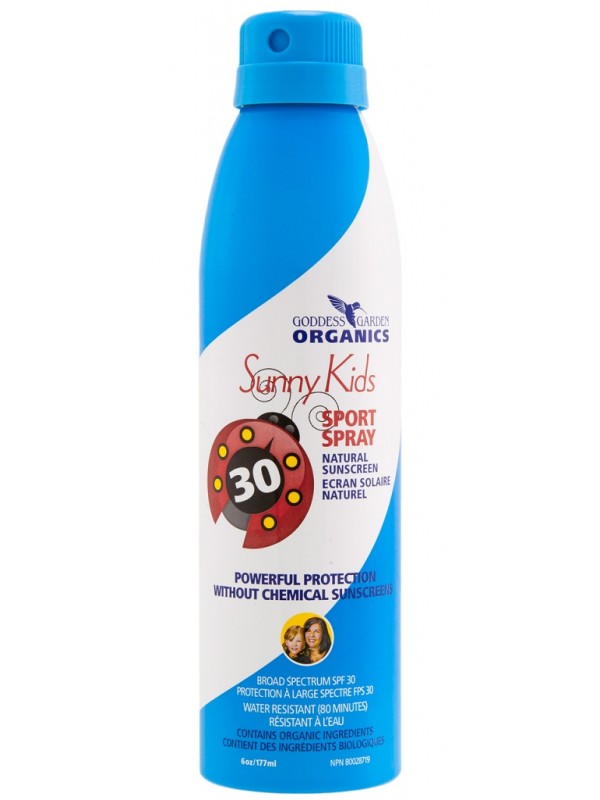 GODDESS GARDEN
ORGANICS
Sunny Kids
SPORT
SPRAY
NATURAL
SUNSCREEN
ECRAN SOLAIRE
NATUREL
30
POWERFUL PROTECTION
WITHOUT CHEMICAL SUNSCREENS
BROAD SPECTRUM SPF 30
PROTECTION À LARGE SPECTRE FPS 30
WATER RESISTANT (80 MINUTES)
RÉSISTANT À L'EAU
CONTAINS ORGANIC INGREDIENTS
CONTIENT DES INGRÉDIENTS BIOLOGIQUES
6oz/177ml NPN 80028719